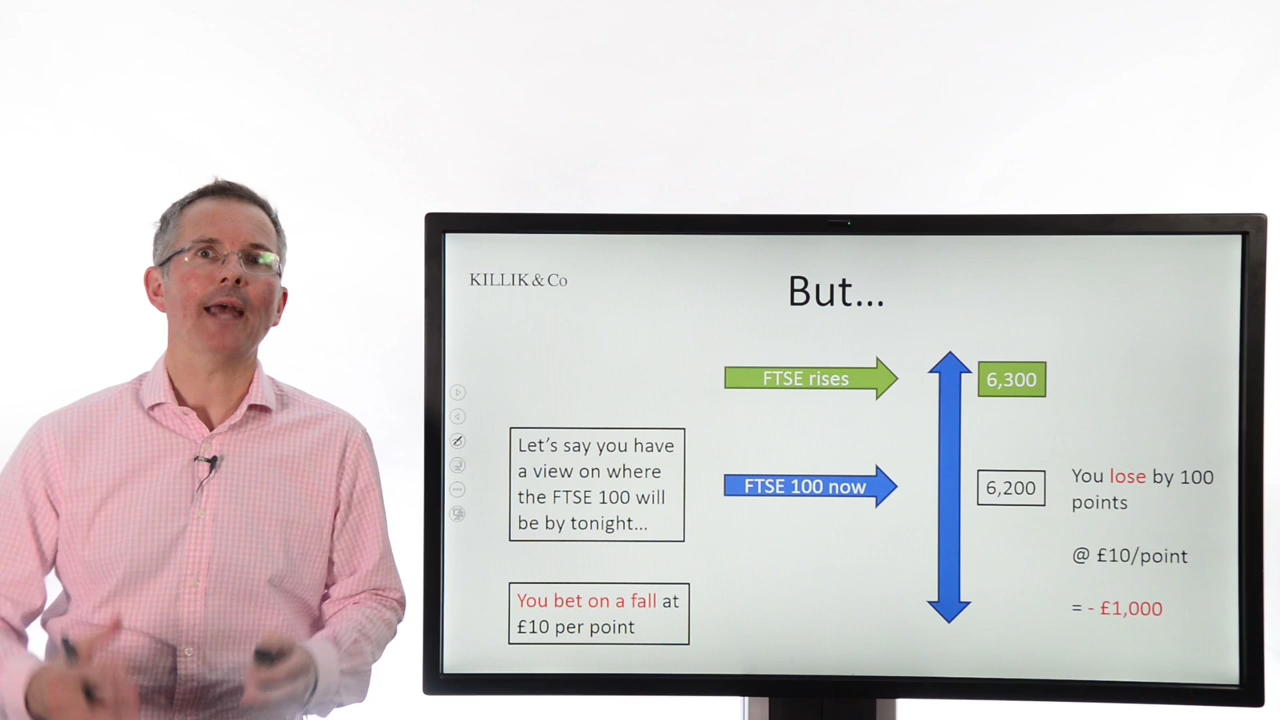 KILLIK & Co
But...
FTSE rises
6,300
Let's say you have
a view on where
the FTSE 100 will
be by tonight...
FTSE 100 now
6,200
You lose by 100
points
@ £10/point
= - £1,000
You bet on a fall at
£10 per point